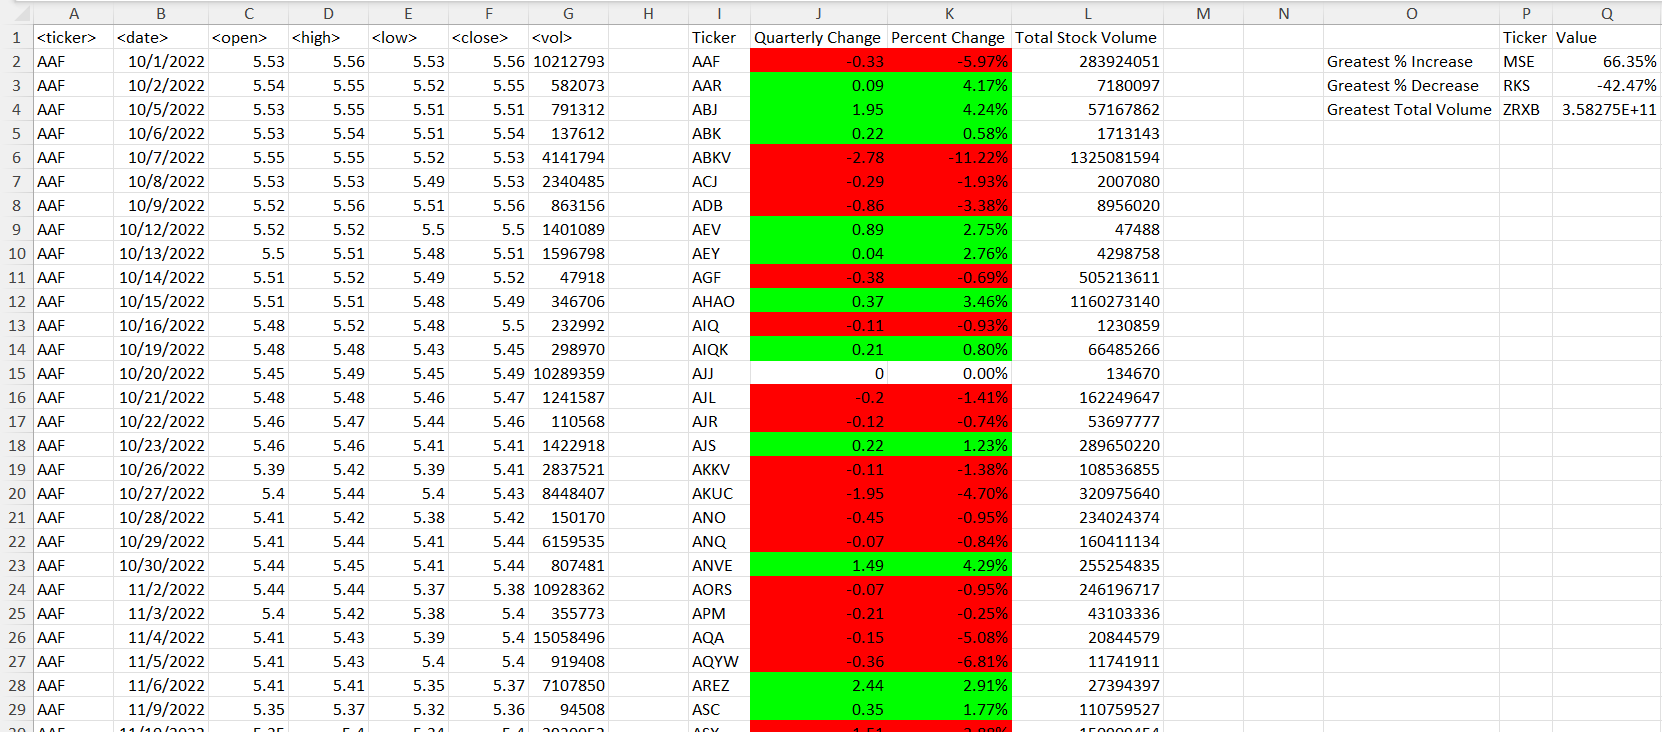 A B C D E F G H I J K L M N O P Q
1 <ticker> <date> <open> <high> <low> <close> <vol> Ticker Quarterly Change Percent Change Total Stock Volume Ticker Value
2 AAF 10/1/2022 5.53 5.56 5.53 5.56 10212793 AAF -0.33 -5.97% 283924051 Greatest % Increase MSE 66.35%
3 AAF 10/2/2022 5.54 5.55 5.52 5.55 582073 AAR 0.09 4.17% 7180097 Greatest % Decrease RKS -42.47%
4 AAF 10/5/2022 5.53 5.55 5.51 5.51 791312 ABJ 1.95 4.24% 57167862 Greatest Total Volume ZRXB 3.58275E+11
5 AAF 10/6/2022 5.53 5.54 5.51 5.54 137612 ABK 0.22 0.58% 1713143
6 AAF 10/7/2022 5.55 5.55 5.52 5.53 4141794 ABKV -2.78 -11.22% 1325081594
7 AAF 10/8/2022 5.53 5.53 5.49 5.53 2340485 ACJ -0.29 -1.93% 2007080
8 AAF 10/9/2022 5.52 5.56 5.51 5.56 863156 ADB -0.86 -3.38% 8956020
9 AAF 10/12/2022 5.52 5.52 5.5 5.5 1401089 AEV 0.89 2.75% 47488
10 AAF 10/13/2022 5.5 5.51 5.48 5.51 1596798 AEY 0.04 2.76% 4298758
11 AAF 10/14/2022 5.51 5.52 5.49 5.52 47918 AGF -0.38 -0.69% 505213611
12 AAF 10/15/2022 5.51 5.51 5.48 5.49 346706 AHAO 0.37 3.46% 1160273140
13 AAF 10/16/2022 5.48 5.52 5.48 5.5 232992 AIQ -0.11 -0.93% 1230859
14 AAF 10/19/2022 5.48 5.48 5.43 5.45 298970 AIQK 0.21 0.80% 66485266
15 AAF 10/20/2022 5.45 5.49 5.45 5.49 10289359 AJJ 0 0.00% 134670
16 AAF 10/21/2022 5.48 5.48 5.46 5.47 1241587 AJL -0.2 -1.41% 162249647
17 AAF 10/22/2022 5.46 5.47 5.44 5.46 110568 AJR -0.12 -0.74% 53697777
18 AAF 10/23/2022 5.46 5.46 5.41 5.41 1422918 AJS 0.22 1.23% 289650220
19 AAF 10/26/2022 5.39 5.42 5.39 5.41 2837521 AKKV -0.11 -1.38% 108536855
20 AAF 10/27/2022 5.4 5.44 5.4 5.43 8448407 AKUC -1.95 -4.70% 320975640
21 AAF 10/28/2022 5.41 5.42 5.38 5.42 150170 ANO -0.45 -0.95% 234024374
22 AAF 10/29/2022 5.41 5.44 5.41 5.44 6159535 ANQ -0.07 -0.84% 160411134
23 AAF 10/30/2022 5.44 5.45 5.41 5.44 807481 ANVE 1.49 4.29% 255254835
24 AAF 11/2/2022 5.44 5.44 5.37 5.38 10928362 AORS -0.07 -0.95% 246196717
25 AAF 11/3/2022 5.4 5.42 5.38 5.4 355773 APM -0.21 -0.25% 43103336
26 AAF 11/4/2022 5.41 5.43 5.39 5.4 15058496 AQA -0.15 -5.08% 20844579
27 AAF 11/5/2022 5.41 5.43 5.4 5.4 919408 AQYW -0.36 -6.81% 11741911
28 AAF 11/6/2022 5.41 5.41 5.35 5.37 7107850 AREZ 2.44 2.91% 27394397
29 AAF 11/9/2022 5.35 5.37 5.32 5.36 94508 ASC 0.35 1.77% 110759527